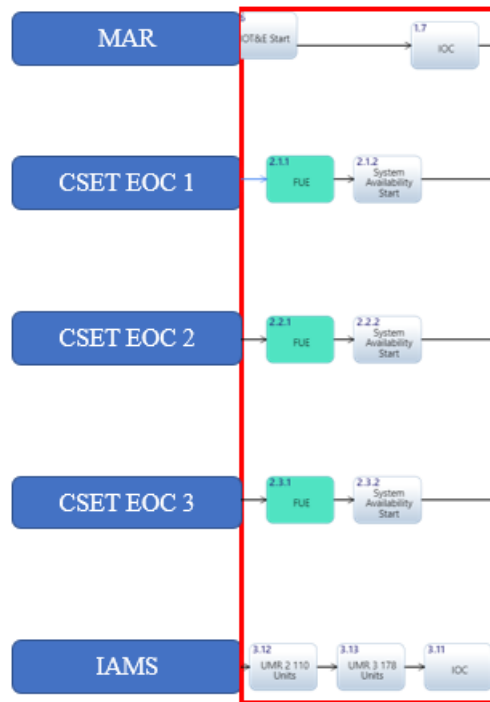 MAR
5
IOT&E Start
1.7
IOC
CSET EOC 1
2.1.1
FUE
2.1.2
System
Availability
Start
CSET EOC 2
2.2.1
FUE
2.2.2
System
Availability
Start
CSET EOC 3
2.3.1
FUE
2.3.2
System
Availability
Start
IAMS
3.12
UMR 2 110
Units
3.13
UMR 3 178
Units
3.11
IOC